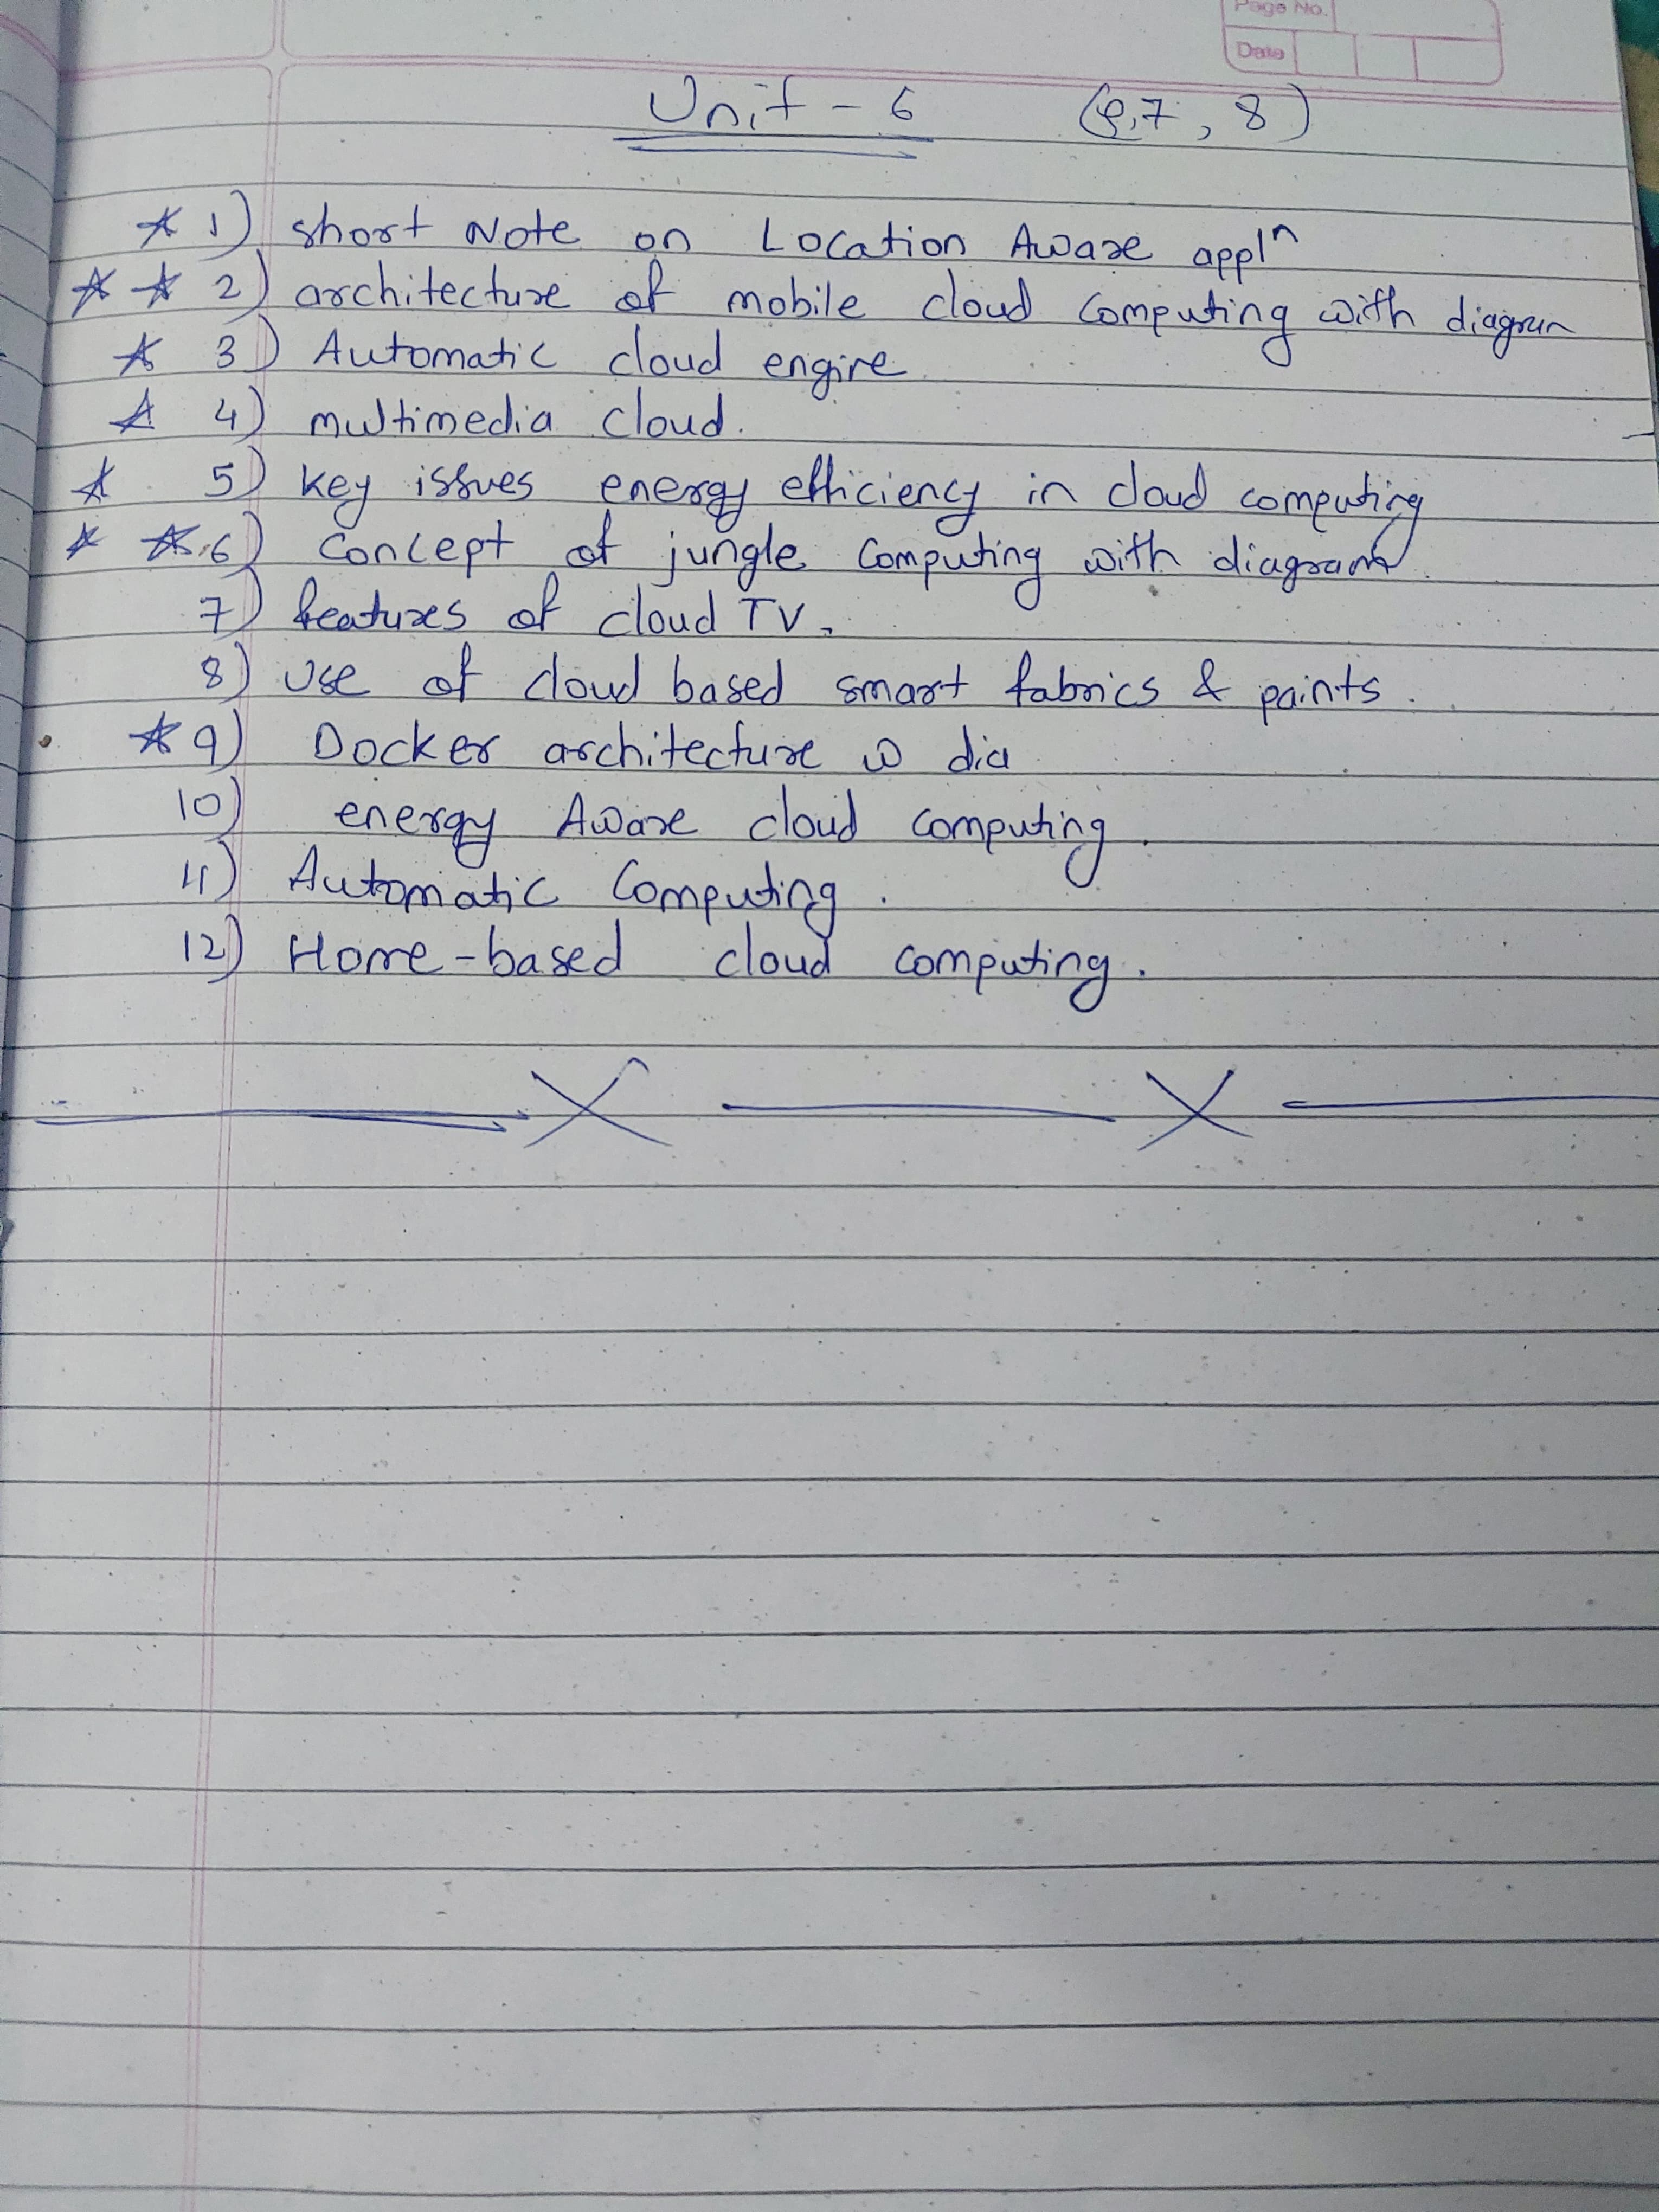 Page No.
Date
Unit - 6 (Q.7, 8)
☆ 1) short Note on Location Aware applⁿ
☆ ☆ 2) architecture of mobile cloud computing with diagram
☆ 3) Automatic cloud engine
☆ 4) multimedia cloud.
☆ 5) key issues energy efficiency in cloud computing
☆ ☆ 6) concept of jungle computing with diagram.
7) features of cloud TV.
8) use of cloud based smart fabrics & paints.
☆ 9) Docker architecture w dia
10) energy Aware cloud computing.
11) Automatic Computing.
12) Home-based cloud computing.
X X